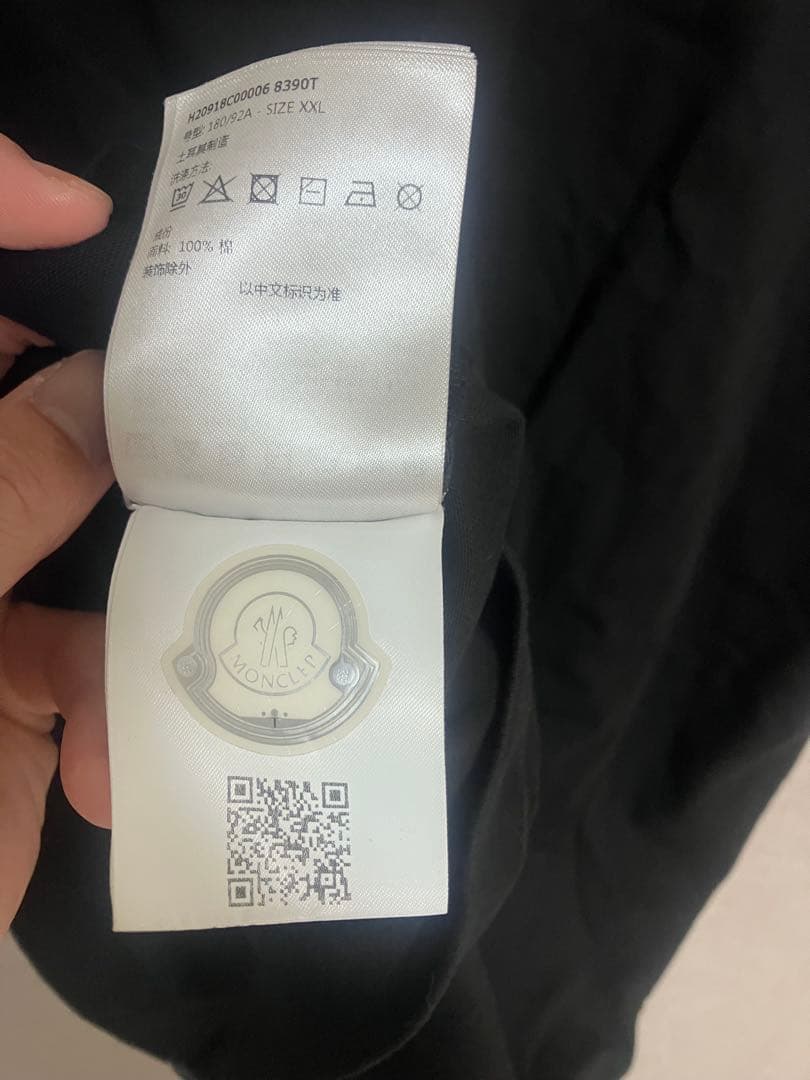 H20918C00006 8390T
号型: 180/92A - SIZE XXL
土耳其制造
洗涤方法:
30
成份
面料: 100% 棉
装饰除外
以中文标识为准
MONCLER